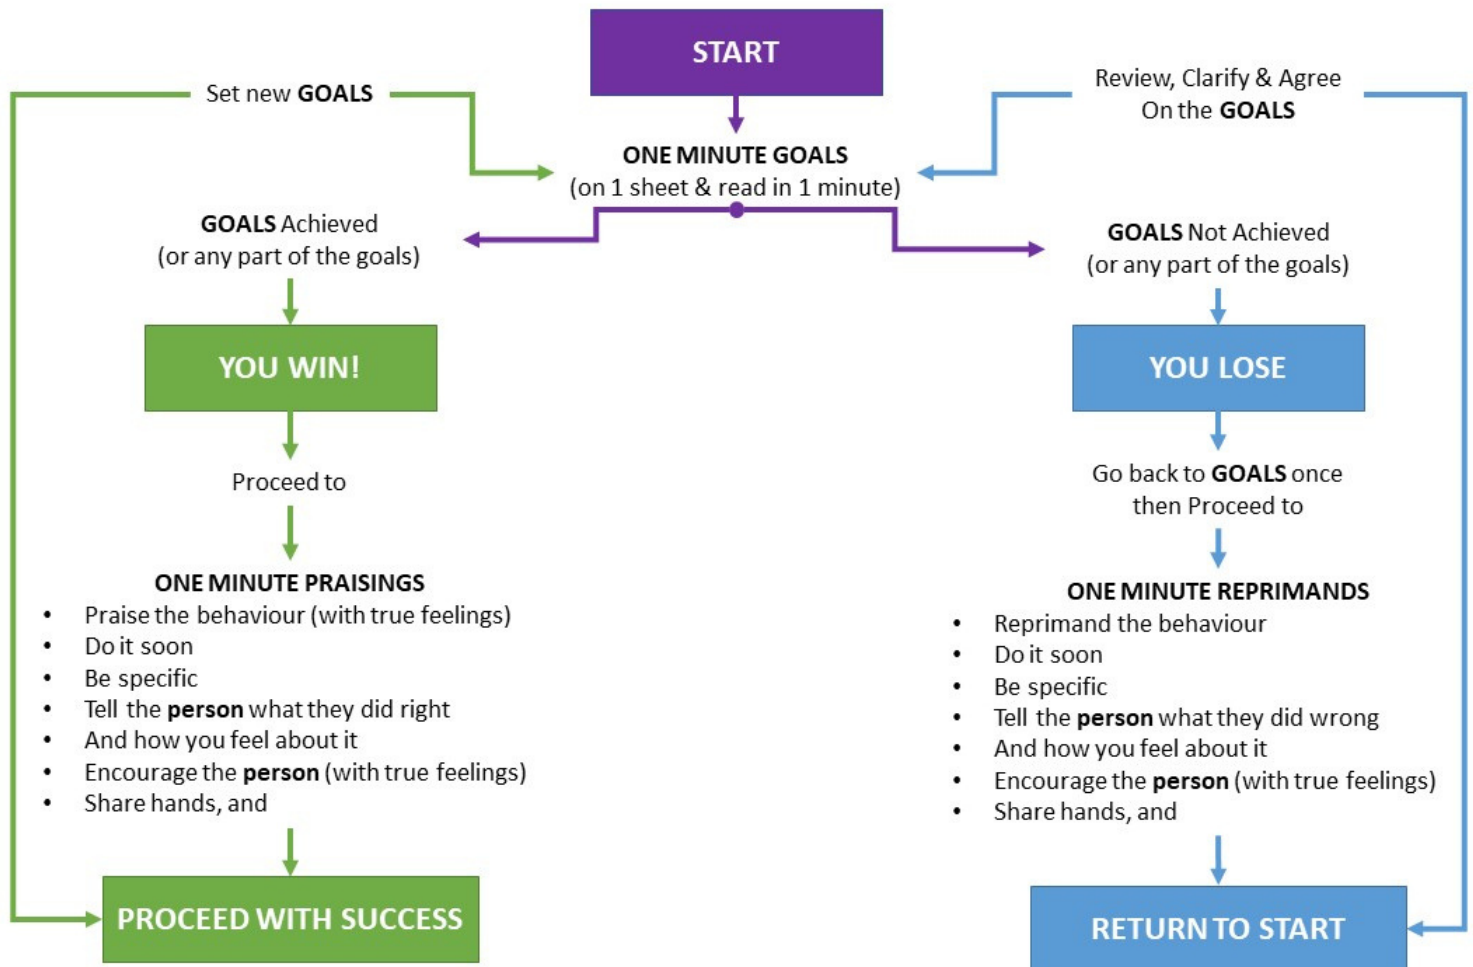 START
Set new GOALS
Review, Clarify & Agree
On the GOALS
ONE MINUTE GOALS
(on 1 sheet & read in 1 minute)
GOALS Achieved
(or any part of the goals)
YOU WIN!
Proceed to
ONE MINUTE PRAISINGS
• Praise the behaviour (with true feelings)
• Do it soon
• Be specific
• Tell the person what they did right
• And how you feel about it
• Encourage the person (with true feelings)
• Share hands, and
PROCEED WITH SUCCESS
GOALS Not Achieved
(or any part of the goals)
YOU LOSE
Go back to GOALS once
then Proceed to
ONE MINUTE REPRIMANDS
• Reprimand the behaviour
• Do it soon
• Be specific
• Tell the person what they did wrong
• And how you feel about it
• Encourage the person (with true feelings)
• Share hands, and
RETURN TO START